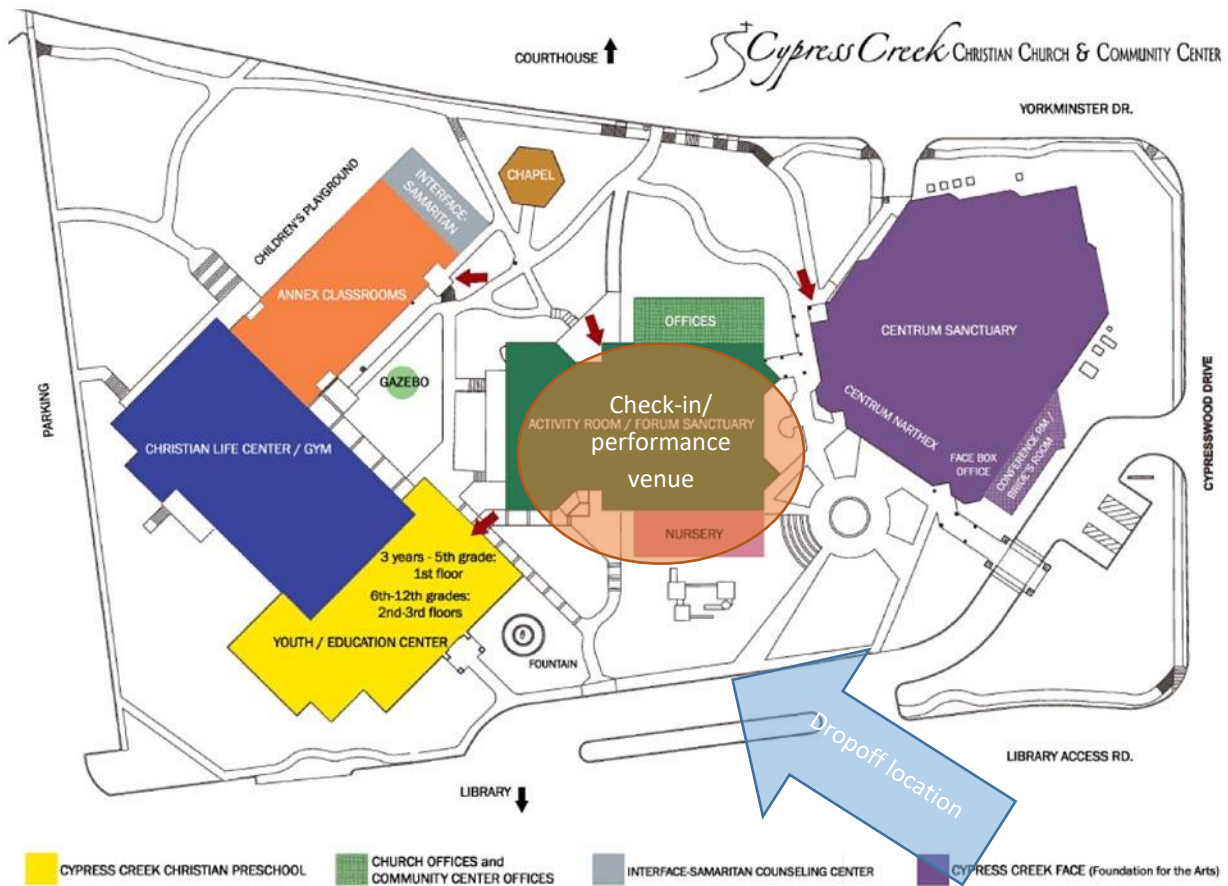 Cypress Creek CHRISTIAN CHURCH & COMMUNITY CENTER
COURTHOUSE
YORKMINSTER DR.
CHAPEL
INTERFACE-
SAMARITAN
CHILDREN'S PLAYGROUND
ANNEX CLASSROOMS
OFFICES
CENTRUM SANCTUARY
GAZEBO
Check-in/
ACTIVITY ROOM / FORUM SANCTUARY
performance
venue
PARKING
CHRISTIAN LIFE CENTER / GYM
CENTRUM NARTHEX
FACE BOX
OFFICE
CONFERENCE RM /
BRIDE'S ROOM
CYPRESSWOOD DRIVE
NURSERY
3 years - 5th grade:
1st floor
6th-12th grades:
2nd-3rd floors
YOUTH / EDUCATION CENTER
FOUNTAIN
Dropoff location
LIBRARY ACCESS RD.
LIBRARY
CYPRESS CREEK CHRISTIAN PRESCHOOL
CHURCH OFFICES and
COMMUNITY CENTER OFFICES
INTERFACE-SAMARITAN COUNSELING CENTER
CYPRESS CREEK FACE (Foundation for the Arts)